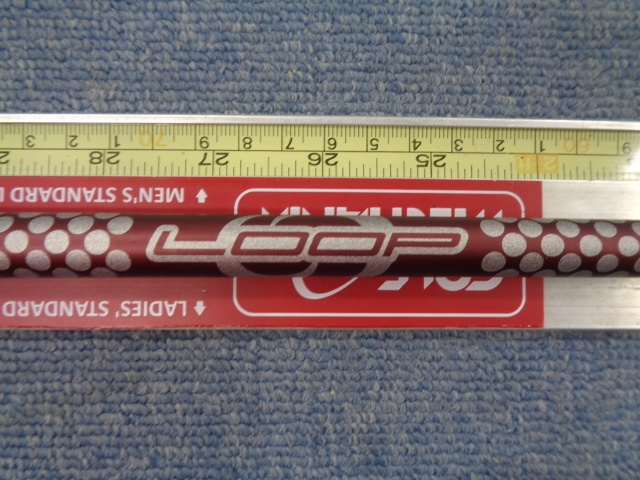 3 2 1 70 9 8 7 6 5 4 3 2 1 60 9
28 27 26 25
MEN'S STANDARD
LOOP
GOLF
LADIES' STANDARD